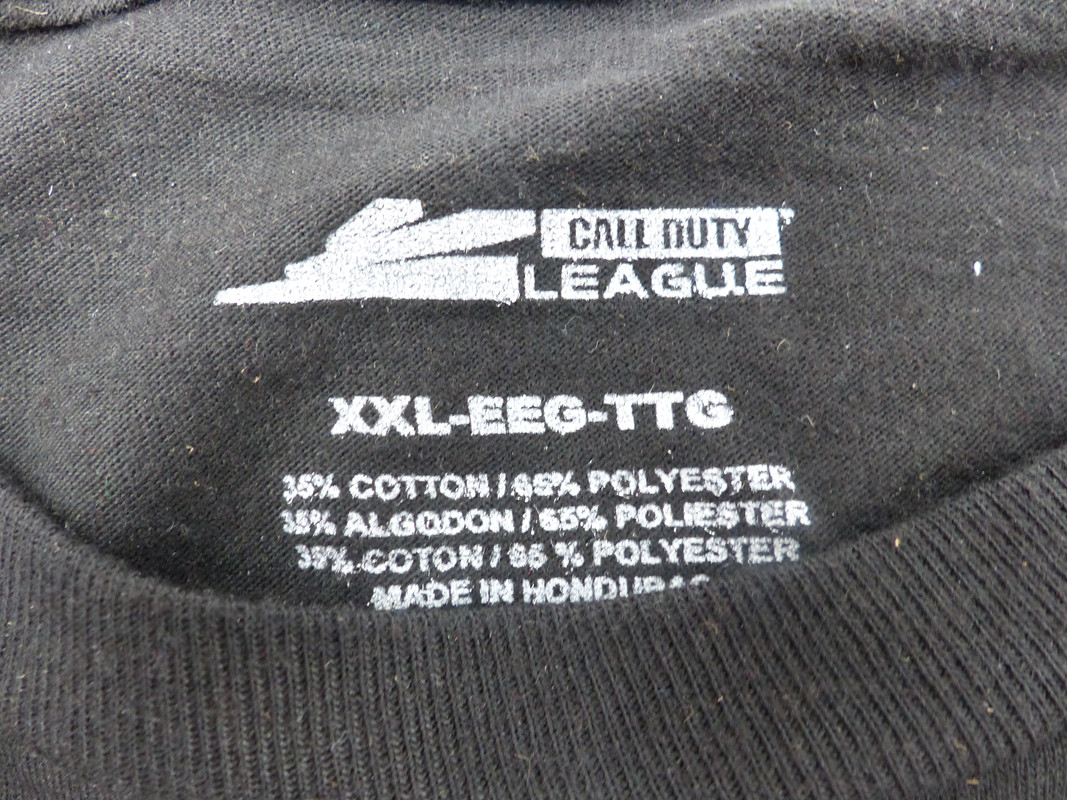 CALL DUTY
LEAGUE
XXL-EEG-TTG
35% COTTON / 65% POLYESTER
35% ALGODON / 65% POLIESTER
35% COTON / 65 % POLYESTER
MADE IN HONDURAS